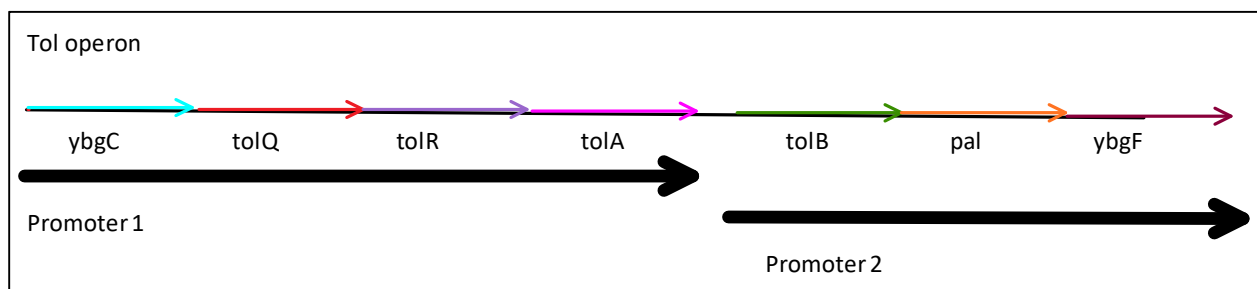 Tol operon
ybgC tolQ tolR tolA tolB pal ybgF
Promoter 1
Promoter 2